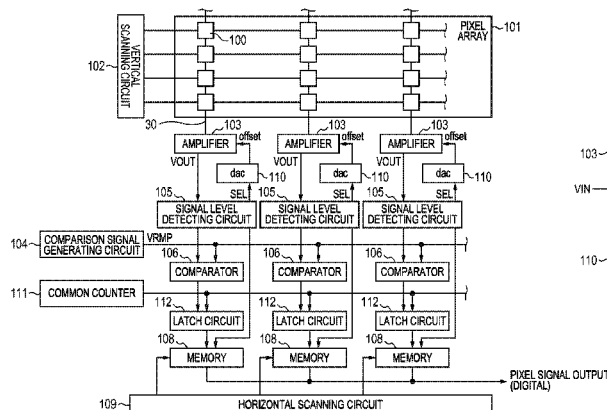 PIXEL ARRAY
101
100
VERTICAL SCANNING CIRCUIT
102
30
103
103
103
AMPLIFIER
offset
AMPLIFIER
offset
AMPLIFIER
offset
103
VOUT
dac
110
VOUT
dac
110
VOUT
dac
110
VIN
105
SEL
105
SEL
105
SEL
SIGNAL LEVEL DETECTING CIRCUIT
SIGNAL LEVEL DETECTING CIRCUIT
SIGNAL LEVEL DETECTING CIRCUIT
104
COMPARISON SIGNAL GENERATING CIRCUIT
VRMP
106
106
106
110
COMPARATOR
COMPARATOR
COMPARATOR
111
COMMON COUNTER
112
112
112
LATCH CIRCUIT
LATCH CIRCUIT
LATCH CIRCUIT
108
108
108
MEMORY
MEMORY
MEMORY
PIXEL SIGNAL OUTPUT
(DIGITAL)
109
HORIZONTAL SCANNING CIRCUIT